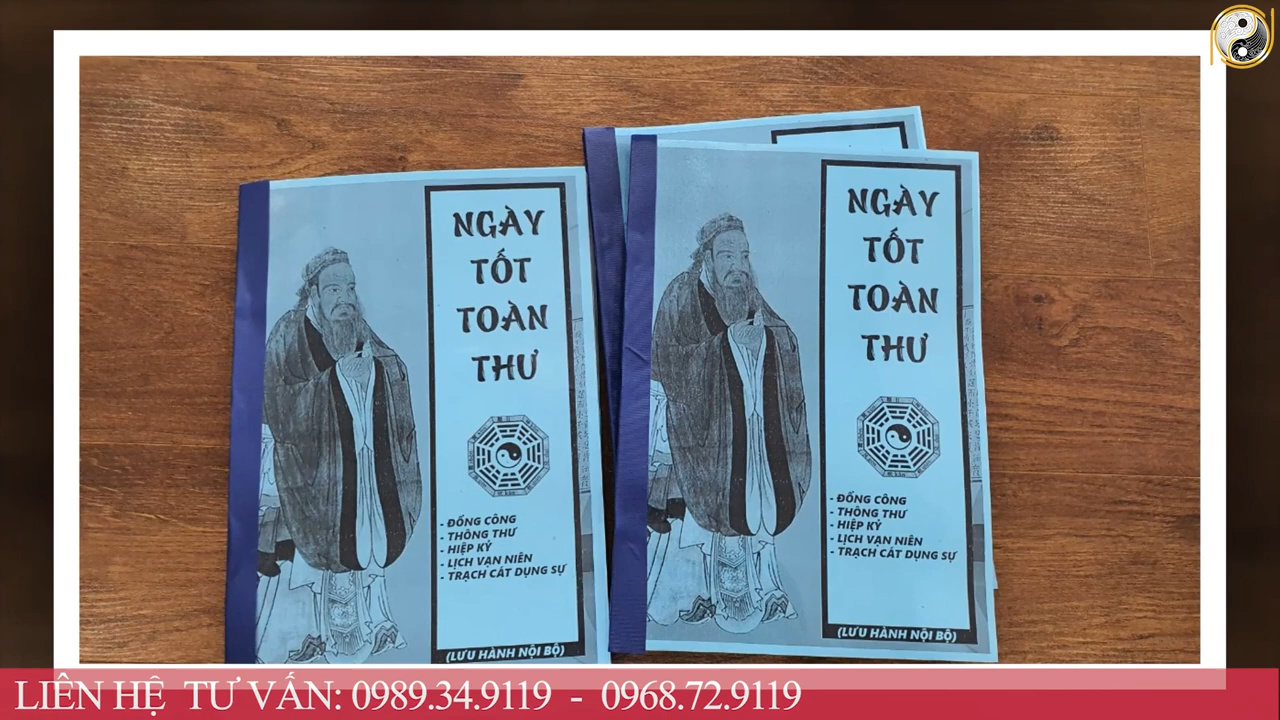 NGÀY
TỐT
TOÀN
THƯ
- ĐỔNG CÔNG
- THÔNG THƯ
- HIỆP KỶ
- LỊCH VẠN NIÊN
- TRẠCH CÁT DỤNG SỰ
(LƯU HÀNH NỘI BỘ)
NGÀY
TỐT
TOÀN
THƯ
- ĐỔNG CÔNG
- THÔNG THƯ
- HIỆP KỶ
- LỊCH VẠN NIÊN
- TRẠCH CÁT DỤNG SỰ
(LƯU HÀNH NỘI BỘ)
LIÊN HỆ TƯ VẤN: 0989.34.9119 - 0968.72.9119